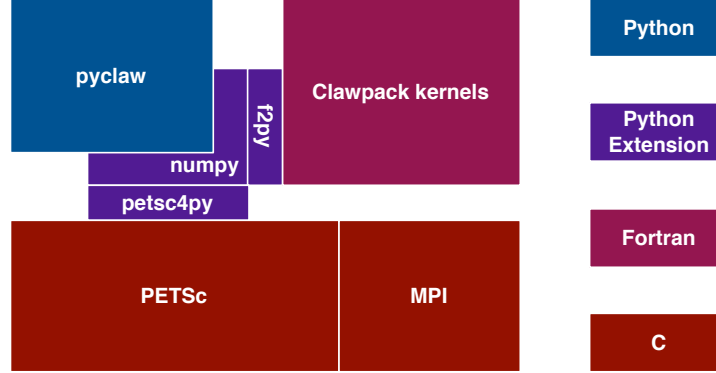 pyclaw
Clawpack kernels
f2py
numpy
petsc4py
PETSc
MPI
Python
Python
Extension
Fortran
C